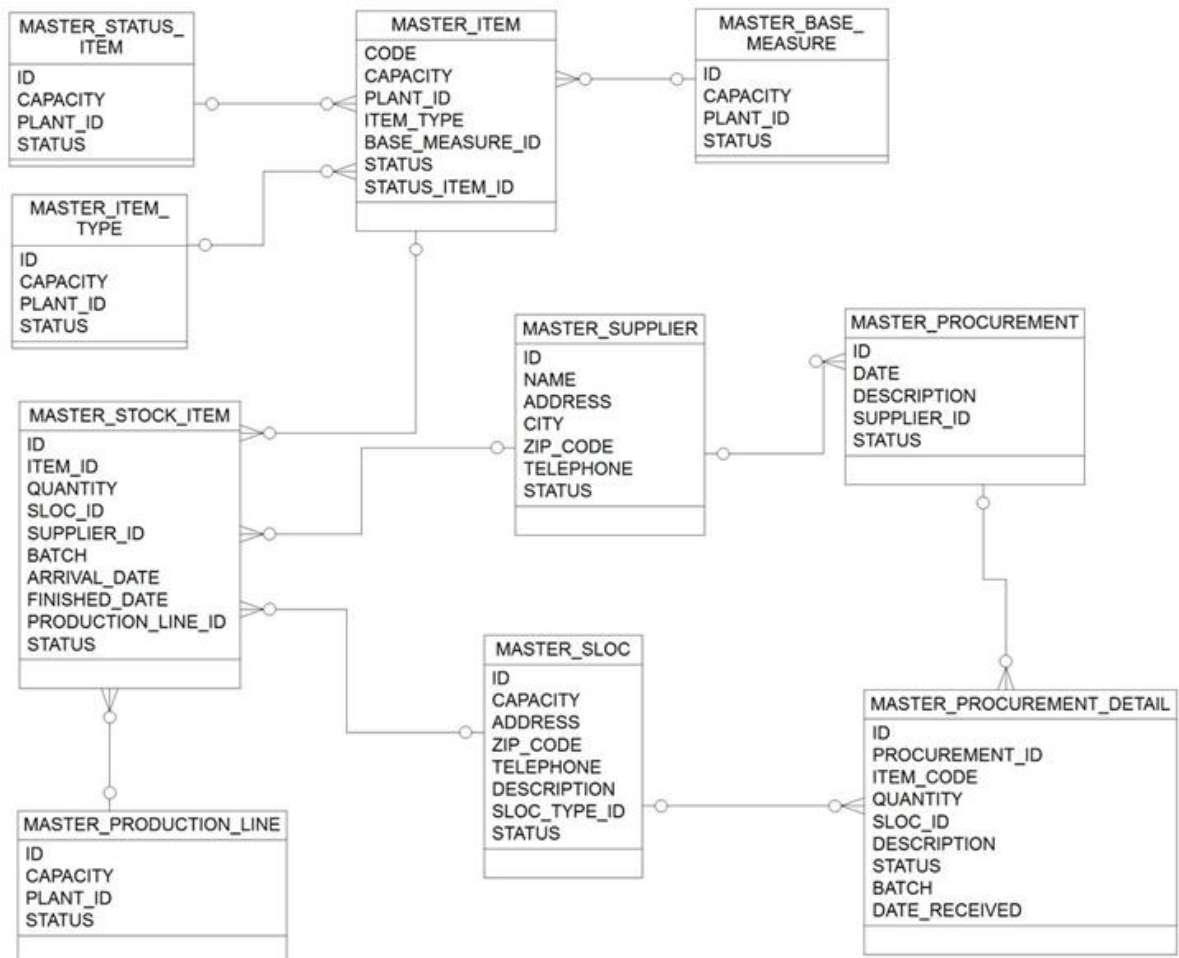 MASTER_STATUS_
ITEM
ID
CAPACITY
PLANT_ID
STATUS
MASTER_ITEM
CODE
CAPACITY
PLANT_ID
ITEM_TYPE
BASE_MEASURE_ID
STATUS
STATUS_ITEM_ID
MASTER_BASE_
MEASURE
ID
CAPACITY
PLANT_ID
STATUS
MASTER_ITEM_
TYPE
ID
CAPACITY
PLANT_ID
STATUS
MASTER_SUPPLIER
ID
NAME
ADDRESS
CITY
ZIP_CODE
TELEPHONE
STATUS
MASTER_PROCUREMENT
ID
DATE
DESCRIPTION
SUPPLIER_ID
STATUS
MASTER_STOCK_ITEM
ID
ITEM_ID
QUANTITY
SLOC_ID
SUPPLIER_ID
BATCH
ARRIVAL_DATE
FINISHED_DATE
PRODUCTION_LINE_ID
STATUS
MASTER_SLOC
ID
CAPACITY
ADDRESS
ZIP_CODE
TELEPHONE
DESCRIPTION
SLOC_TYPE_ID
STATUS
MASTER_PROCUREMENT_DETAIL
ID
PROCUREMENT_ID
ITEM_CODE
QUANTITY
SLOC_ID
DESCRIPTION
STATUS
BATCH
DATE_RECEIVED
MASTER_PRODUCTION_LINE
ID
CAPACITY
PLANT_ID
STATUS